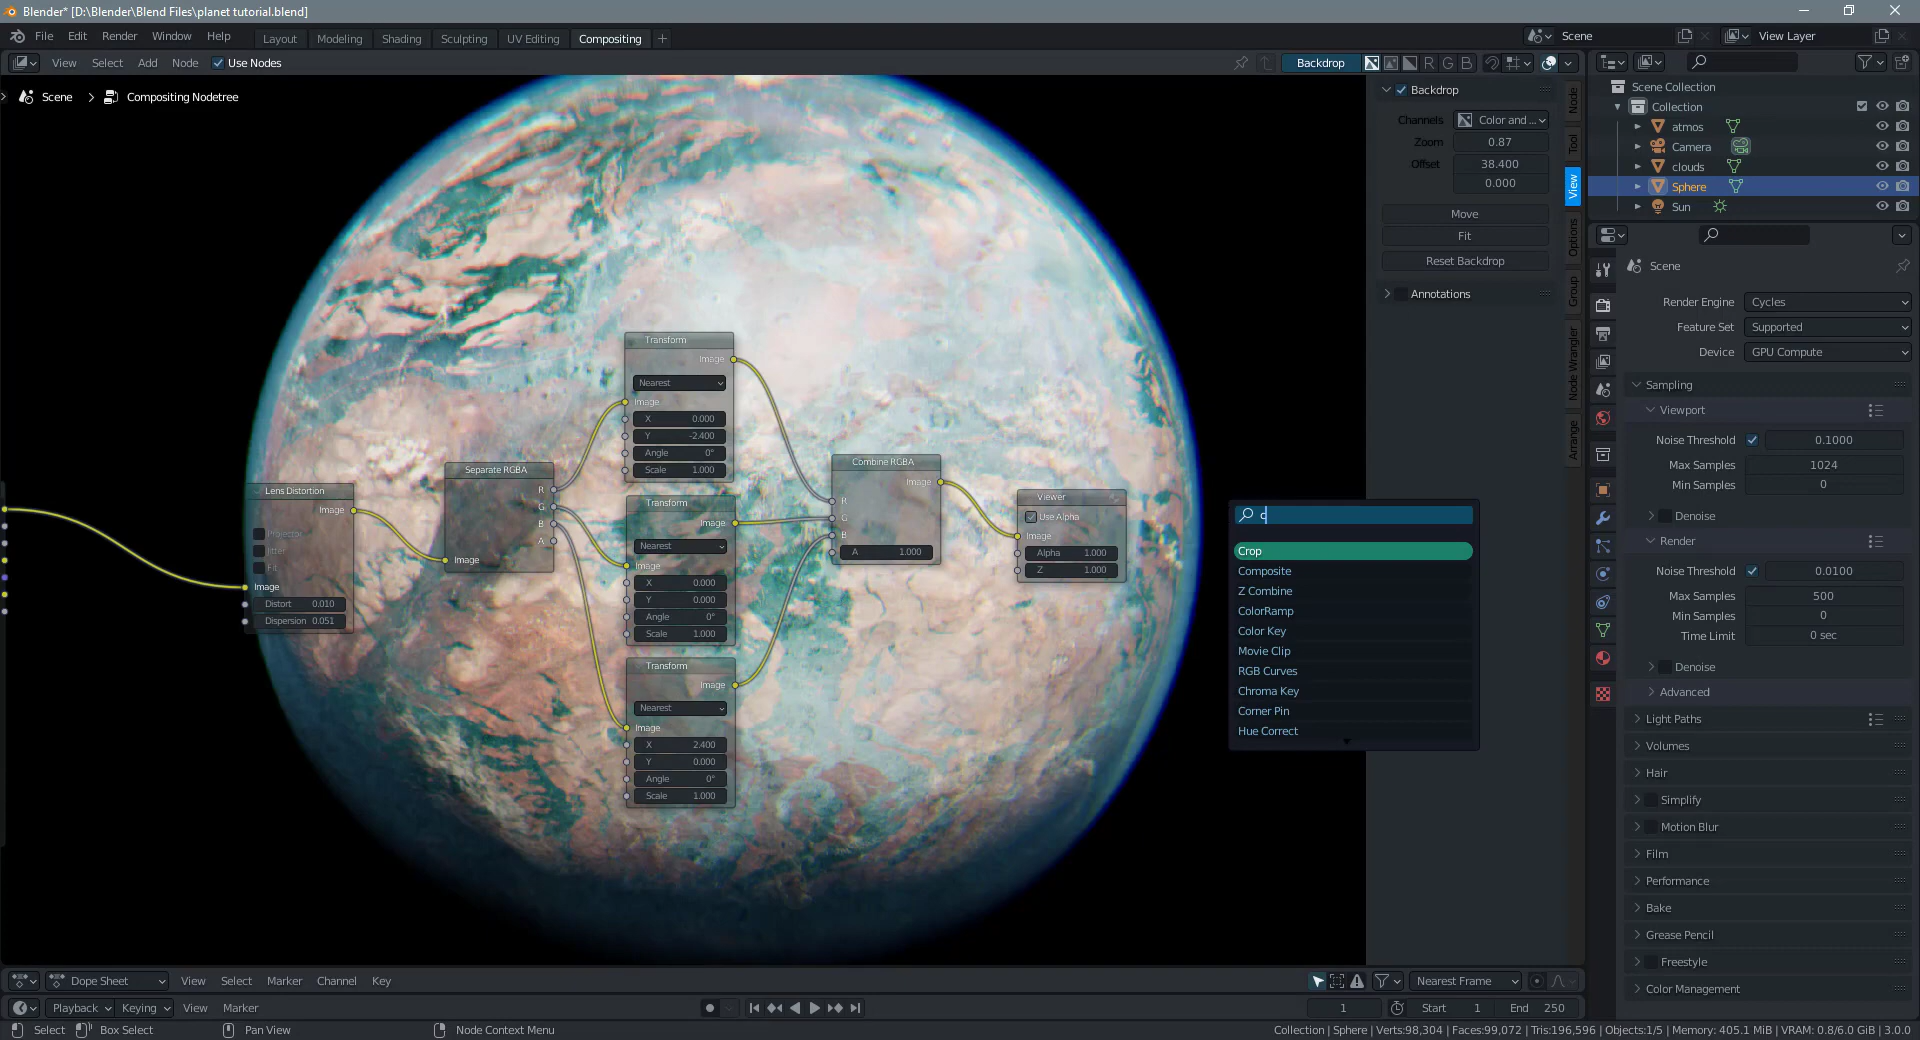 Blender* [D:\Blender\Blend Files\planet tutorial.blend]
File Edit Render Window Help Layout Modeling Shading Sculpting UV Editing Compositing + Scene View Layer
View Select Add Node Use Nodes Backdrop R G B
Scene > Compositing Nodetree
Backdrop
Channels Color and ...
Zoom 0.87
Offset 38.400
0.000
Move
Fit
Reset Backdrop
Annotations
Node
Tool
View
Options
Group
Node Wrangler
Arrange
Lens Distortion
Image
Projector
Jitter
Fit
Image
Distort 0.010
Dispersion 0.051
Separate RGBA
R
G
B
A
Image
Transform
Image
Nearest
Image
X 0.000
Y -2.400
Angle 0°
Scale 1.000
Transform
Image
Nearest
Image
X 0.000
Y 0.000
Angle 0°
Scale 1.000
Transform
Image
Nearest
Image
X 2.400
Y 0.000
Angle 0°
Scale 1.000
Combine RGBA
Image
R
G
B
A 1.000
Viewer
Use Alpha
Image
Alpha 1.000
Z 1.000
c
Crop
Composite
Z Combine
ColorRamp
Color Key
Movie Clip
RGB Curves
Chroma Key
Corner Pin
Hue Correct
Scene Collection
Collection
atmos
Camera
clouds
Sphere
Sun
Scene
Render Engine Cycles
Feature Set Supported
Device GPU Compute
Sampling
Viewport
Noise Threshold 0.1000
Max Samples 1024
Min Samples 0
Denoise
Render
Noise Threshold 0.0100
Max Samples 500
Min Samples 0
Time Limit 0 sec
Denoise
Advanced
Light Paths
Volumes
Hair
Simplify
Motion Blur
Film
Performance
Bake
Grease Pencil
Freestyle
Color Management
Dope Sheet View Select Marker Channel Key Nearest Frame
Playback Keying View Marker 1 Start 1 End 250
Select Box Select Pan View Node Context Menu Collection | Sphere | Verts:98,304 | Faces:99,072 | Tris:196,596 | Objects:1/5 | Memory: 405.1 MiB | VRAM: 0.8/6.0 GiB | 3.0.0